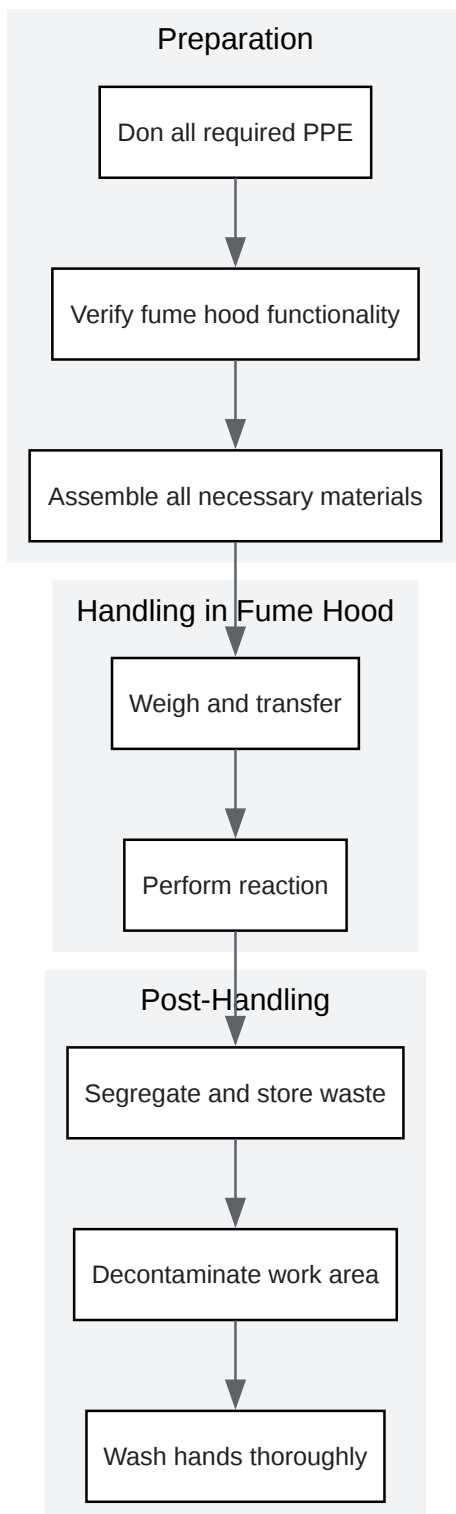 Preparation
Don all required PPE
Verify fume hood functionality
Assemble all necessary materials
Handling in Fume Hood
Weigh and transfer
Perform reaction
Post-Handling
Segregate and store waste
Decontaminate work area
Wash hands thoroughly